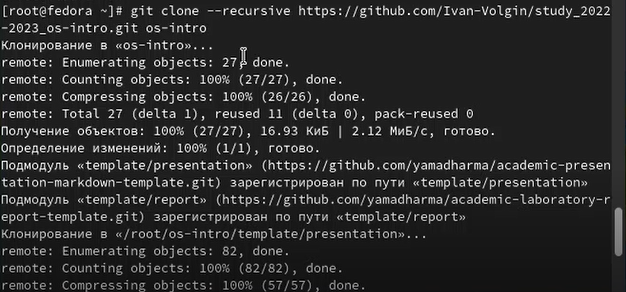 [root@fedora ~]# git clone --recursive https://github.com/Ivan-Volgin/study_2022
-2023_os-intro.git os-intro
Клонирование в «os-intro»...
remote: Enumerating objects: 27, done.
remote: Counting objects: 100% (27/27), done.
remote: Compressing objects: 100% (26/26), done.
remote: Total 27 (delta 1), reused 11 (delta 0), pack-reused 0
Получение объектов: 100% (27/27), 16.93 КиБ | 2.12 МиБ/с, готово.
Определение изменений: 100% (1/1), готово.
Подмодуль «template/presentation» (https://github.com/yamadharma/academic-presen
tation-markdown-template.git) зарегистрирован по пути «template/presentation»
Подмодуль «template/report» (https://github.com/yamadharma/academic-laboratory-r
eport-template.git) зарегистрирован по пути «template/report»
Клонирование в «/root/os-intro/template/presentation»...
remote: Enumerating objects: 82, done.
remote: Counting objects: 100% (82/82), done.
remote: Compressing objects: 100% (57/57), done.